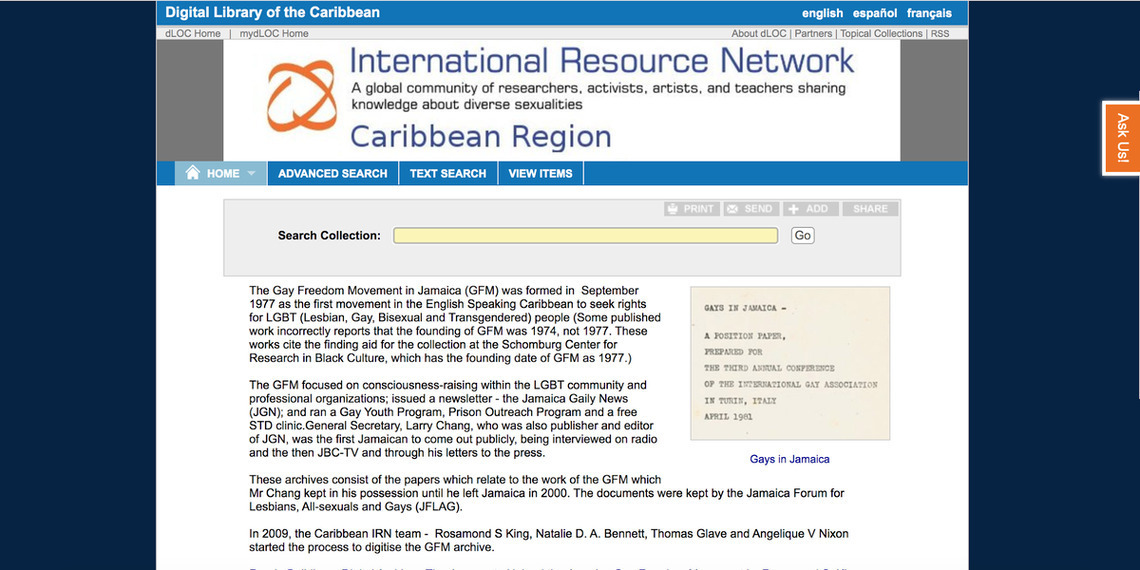 Digital Library of the Caribbean
english español français
dLOC Home | myDLOC Home
About dLOC | Partners | Topical Collections | RSS
International Resource Network
A global community of researchers, activists, artists, and teachers sharing
knowledge about diverse sexualities
Caribbean Region
Ask Us!
HOME ADVANCED SEARCH TEXT SEARCH VIEW ITEMS
PRINT SEND ADD SHARE
Search Collection: Go
The Gay Freedom Movement in Jamaica (GFM) was formed in September
1977 as the first movement in the English Speaking Caribbean to seek rights
for LGBT (Lesbian, Gay, Bisexual and Transgendered) people (Some published
work incorrectly reports that the founding of GFM was 1974, not 1977. These
works cite the finding aid for the collection at the Schomburg Center for
Research in Black Culture, which has the founding date of GFM as 1977.)
The GFM focused on consciousness-raising within the LGBT community and
professional organizations; issued a newsletter - the Jamaica Gaily News
(JGN); and ran a Gay Youth Program, Prison Outreach Program and a free
STD clinic.General Secretary, Larry Chang, who was also publisher and editor
of JGN, was the first Jamaican to come out publicly, being interviewed on radio
and the then JBC-TV and through his letters to the press.
GAYS IN JAMAICA -
A POSITION PAPER,
PREPARED FOR
THE THIRD ANNUAL CONFERENCE
OF THE INTERNATIONAL GAY ASSOCIATION
IN TURIN, ITALY
APRIL 1981
Gays in Jamaica
These archives consist of the papers which relate to the work of the GFM which
Mr Chang kept in his possession until he left Jamaica in 2000. The documents were kept by the Jamaica Forum for
Lesbians, All-sexuals and Gays (JFLAG).
In 2009, the Caribbean IRN team - Rosamond S King, Natalie D. A. Bennett, Thomas Glave and Angelique V Nixon
started the process to digitise the GFM archive.